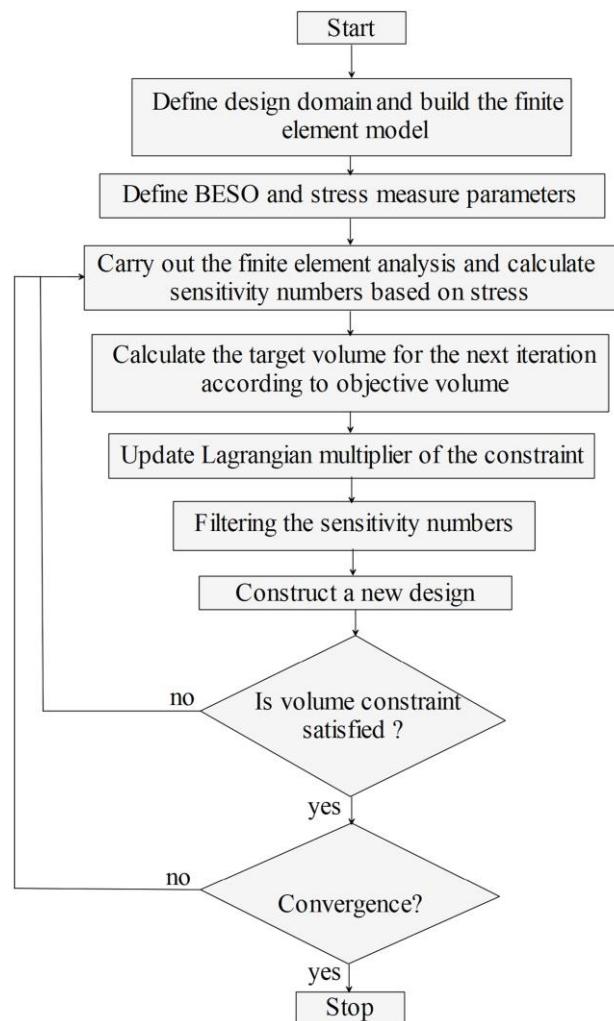 Start
Define design domain and build the finite
element model
Define BESO and stress measure parameters
Carry out the finite element analysis and calculate
sensitivity numbers based on stress
Calculate the target volume for the next iteration
according to objective volume
Update Lagrangian multiplier of the constraint
Filtering the sensitivity numbers
Construct a new design
no
Is volume constraint
satisfied ?
yes
no
Convergence?
yes
Stop